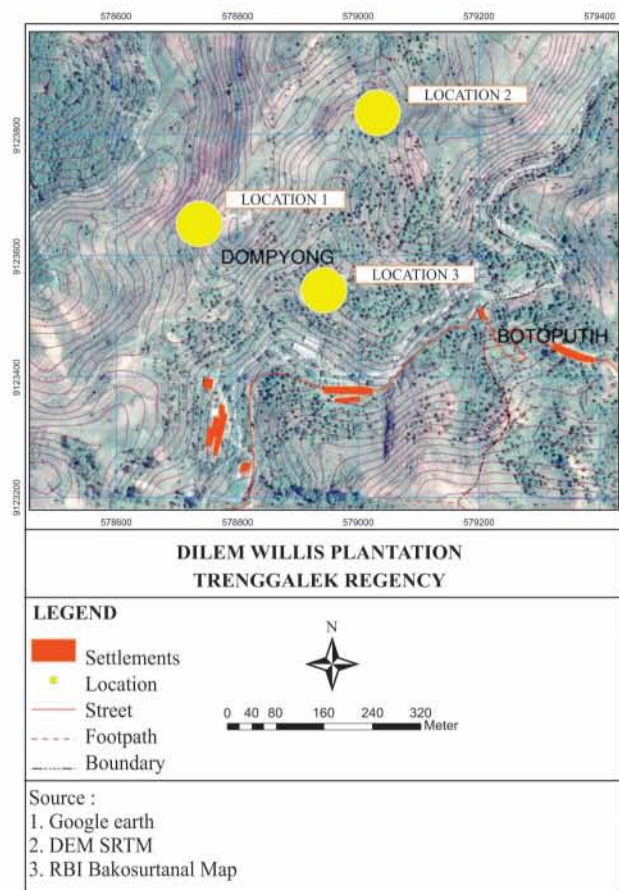 578600 578800 579000 579200 579400
LOCATION 2
9123800
LOCATION 1
9123600
DOMPYONG
LOCATION 3
BOTOPUTIH
9123400
9123200
578600 578800 579000 579200
DILEM WILLIS PLANTATION
TRENGGALEK REGENCY
LEGEND
Settlements
Location
Street
Footpath
Boundary
N
0 40 80 160 240 320
Meter
Source :
1. Google earth
2. DEM SRTM
3. RBI Bakosurtanal Map